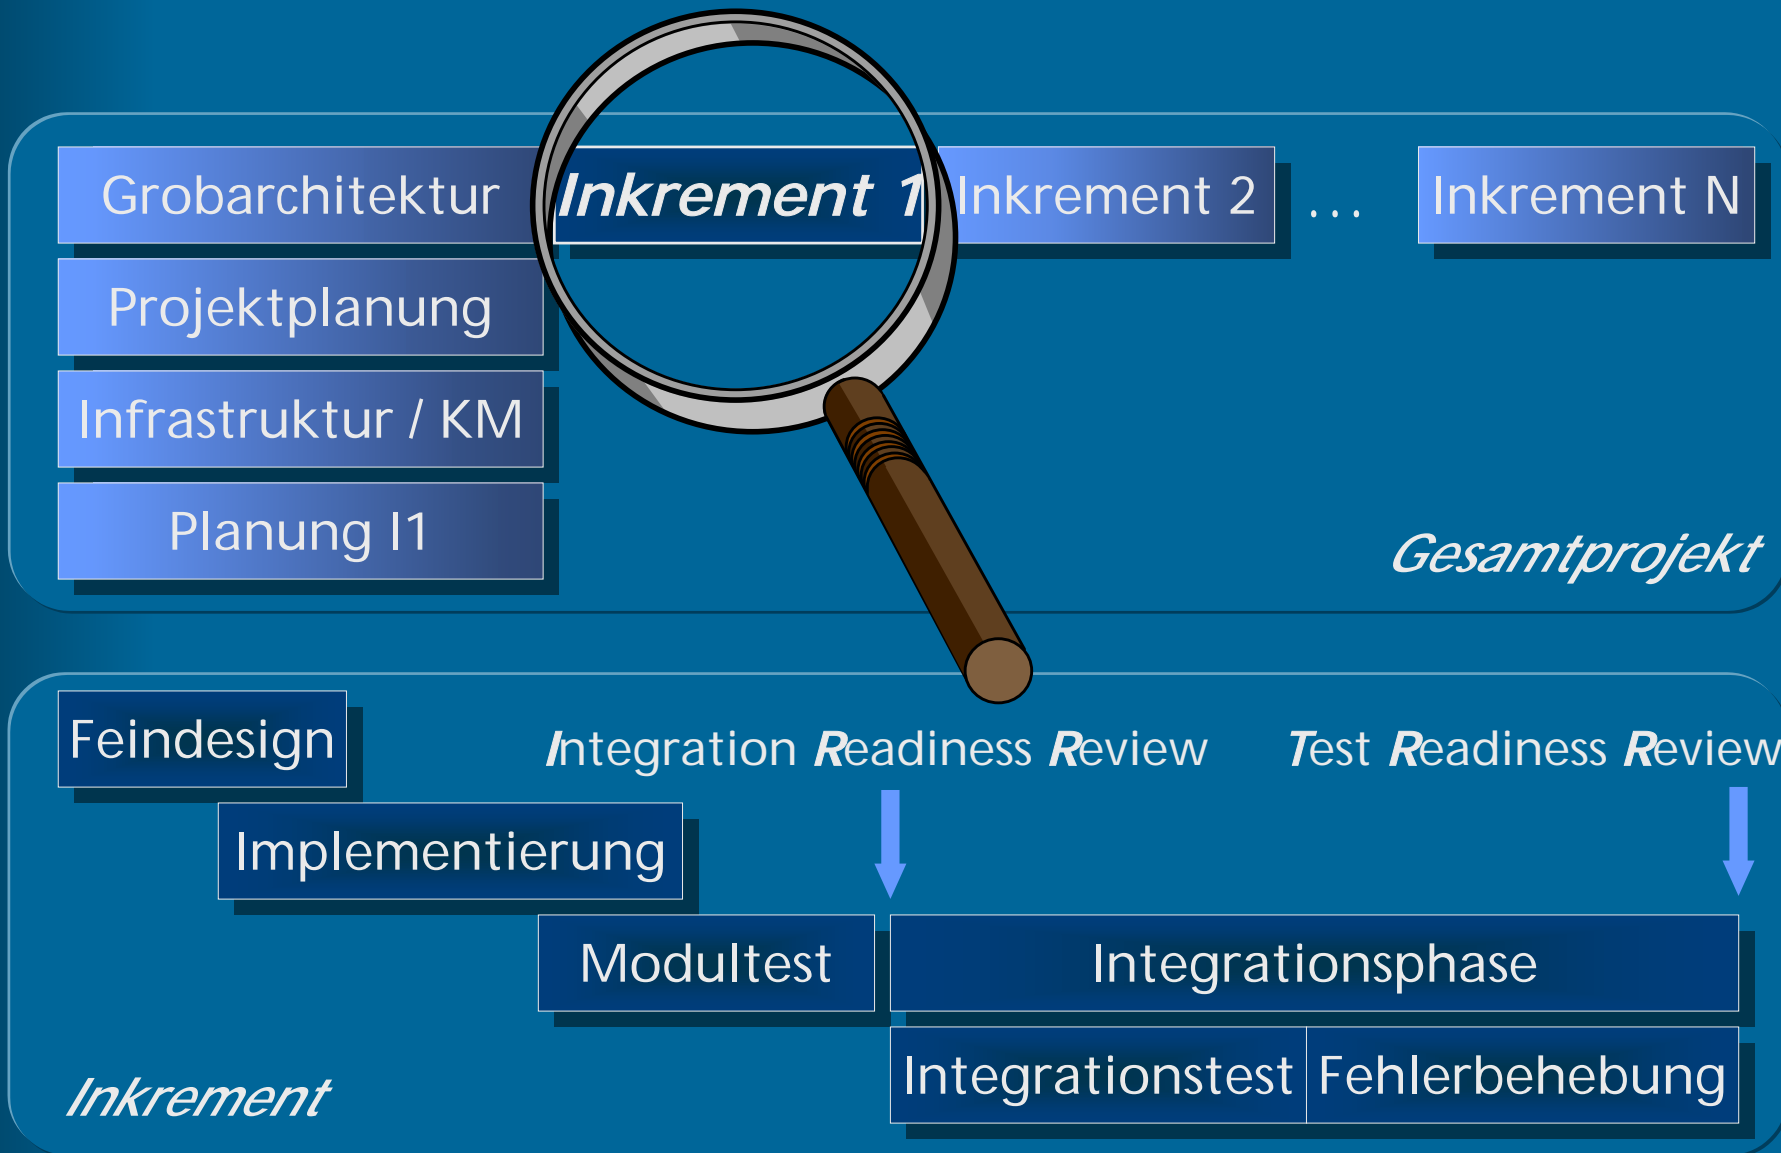 Grobarchitektur
Inkrement 1
Inkrement 2
...
Inkrement N
Projektplanung
Infrastruktur / KM
Planung I1
Gesamtprojekt
Feindesign
Integration Readiness Review
Test Readiness Review
Implementierung
Modultest
Integrationsphase
Integrationstest
Fehlerbehebung
Inkrement